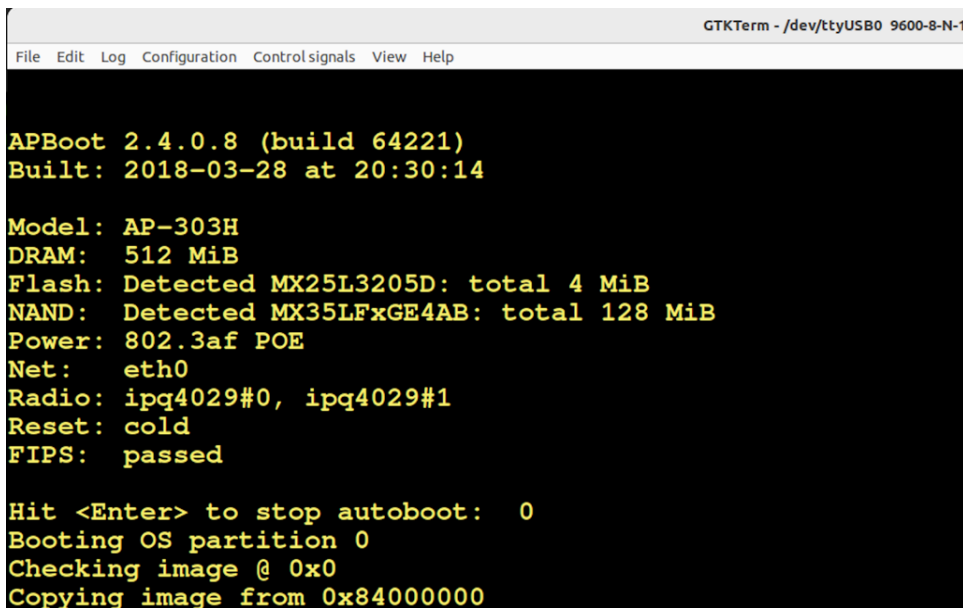 GTKTerm - /dev/ttyUSB0 9600-8-N-1
File Edit Log Configuration Control signals View Help
APBoot 2.4.0.8 (build 64221)
Built: 2018-03-28 at 20:30:14
Model: AP-303H
DRAM: 512 MiB
Flash: Detected MX25L3205D: total 4 MiB
NAND: Detected MX35LFxGE4AB: total 128 MiB
Power: 802.3af POE
Net: eth0
Radio: ipq4029#0, ipq4029#1
Reset: cold
FIPS: passed
Hit <Enter> to stop autoboot: 0
Booting OS partition 0
Checking image @ 0x0
Copying image from 0x84000000